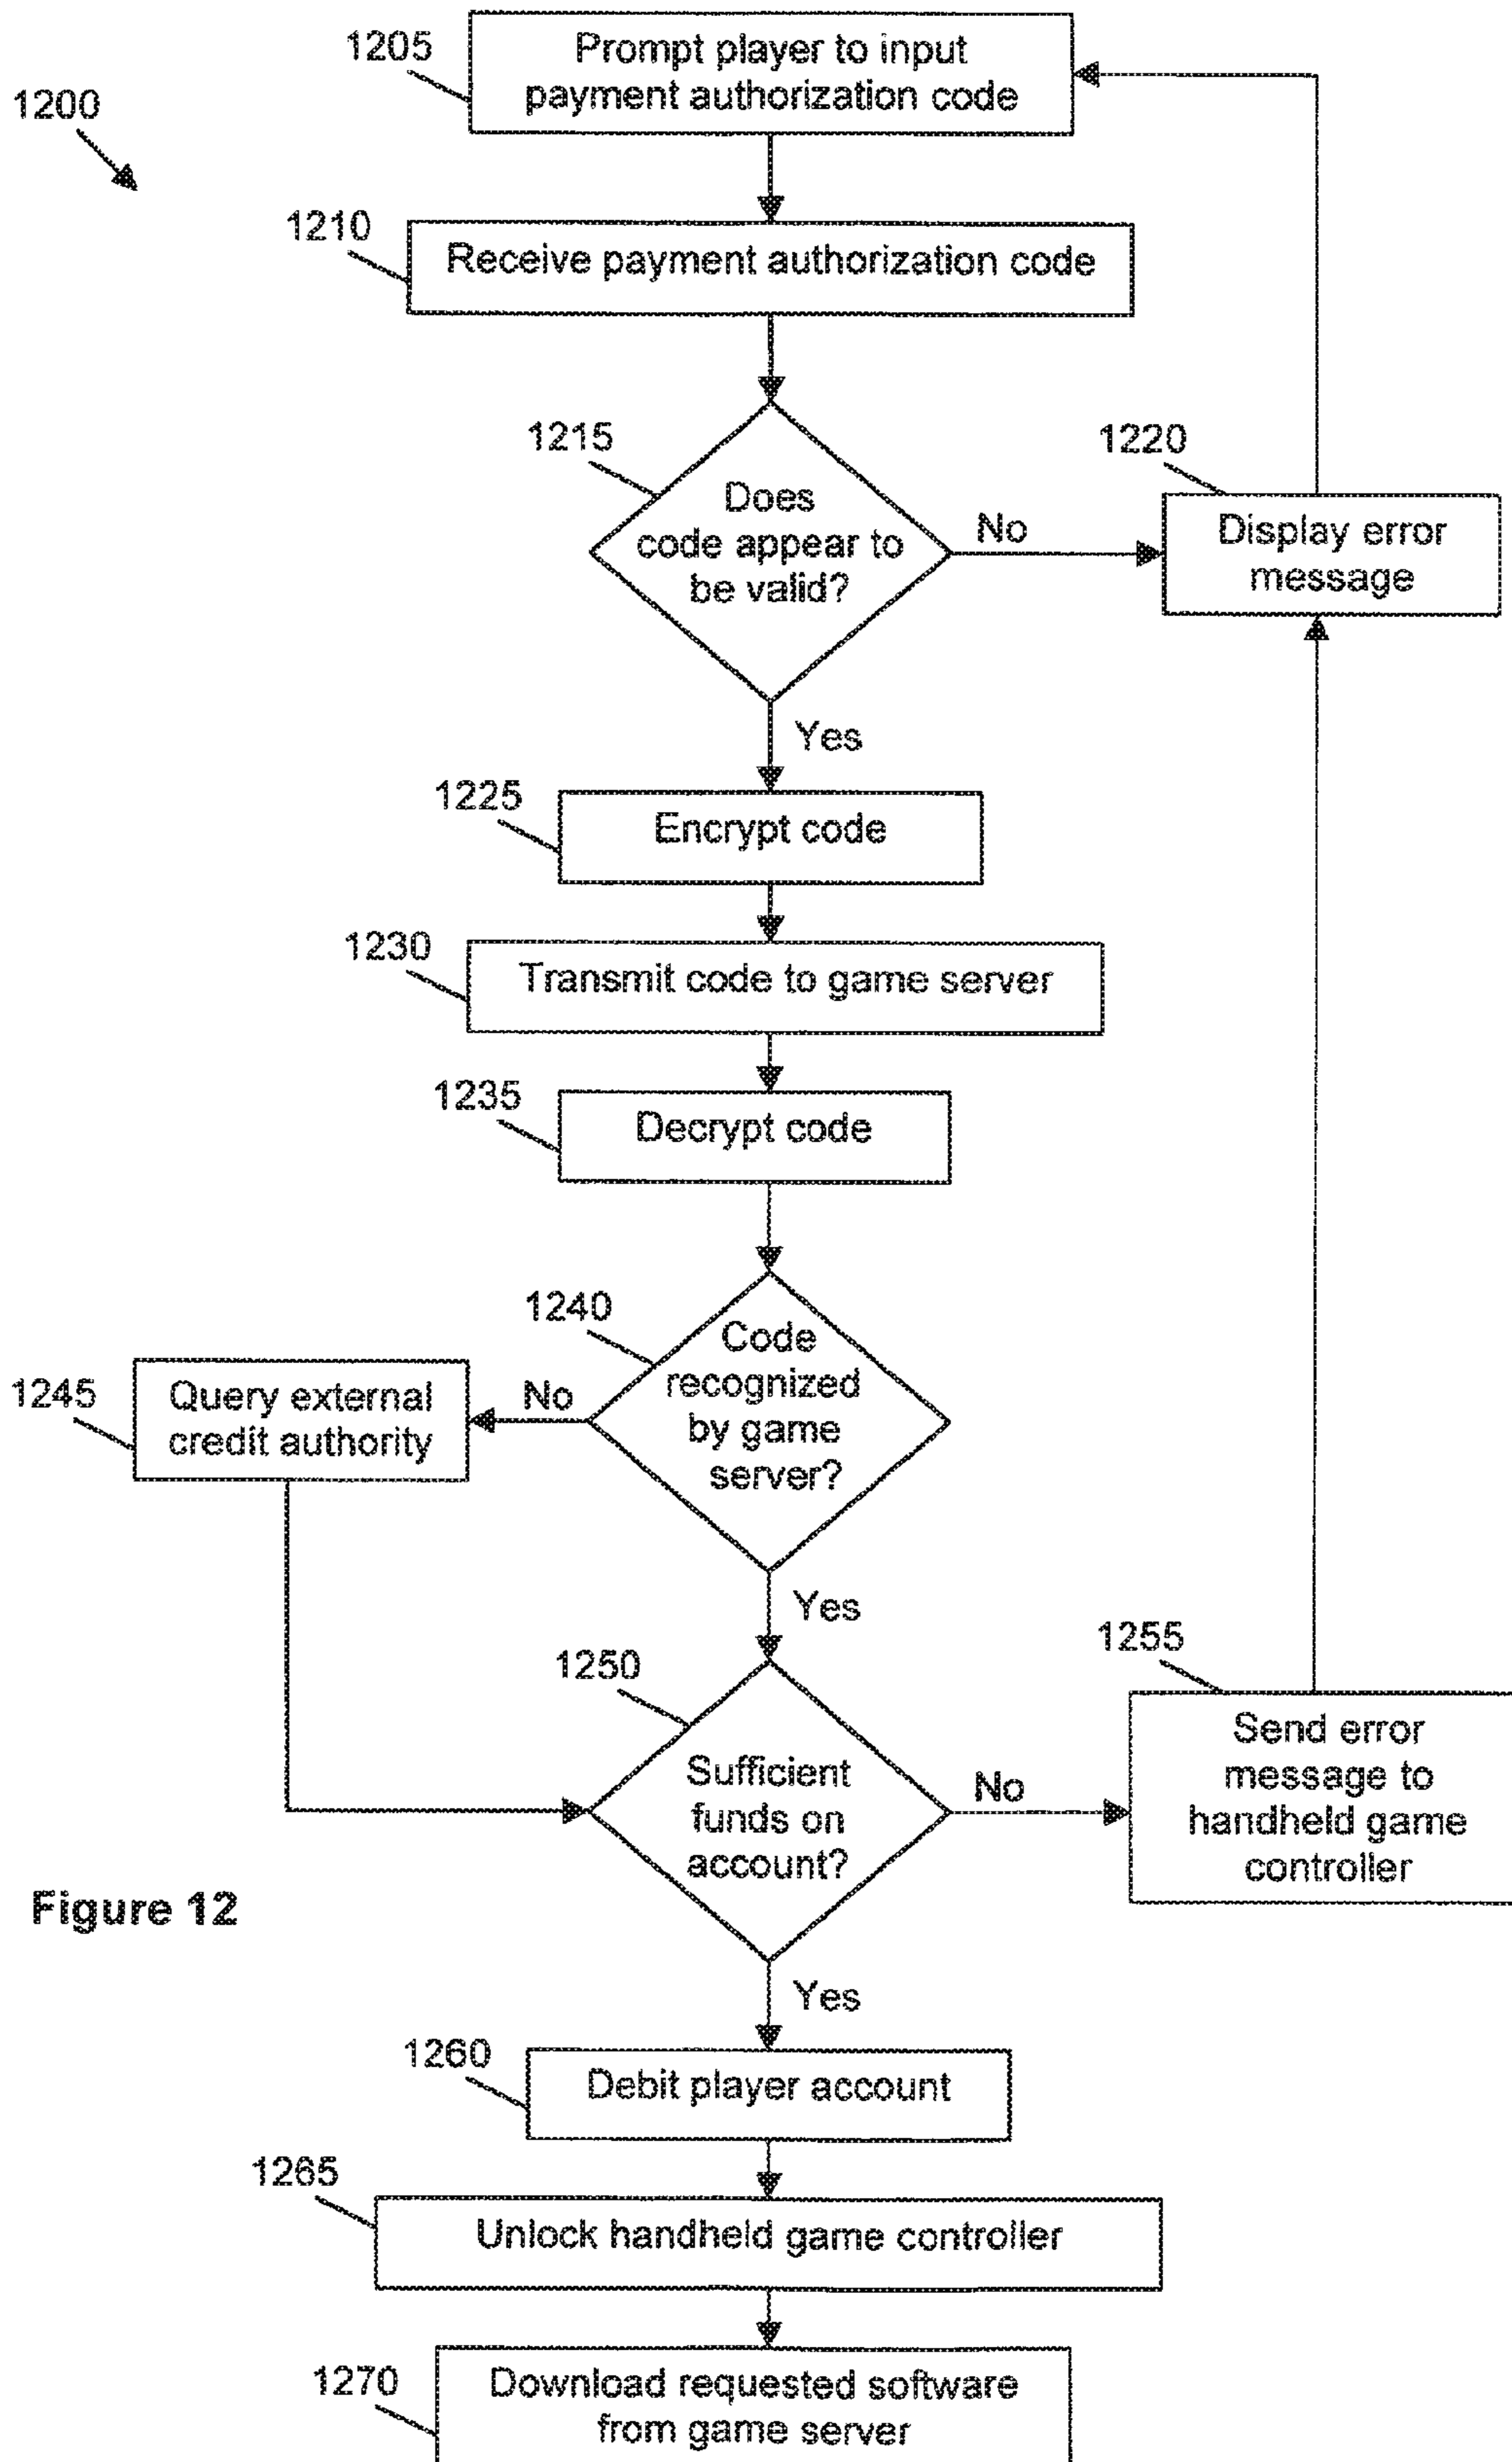 1200
1205
Prompt player to input
payment authorization code
1210
Receive payment authorization code
1215
Does
code appear to
be valid?
No
1220
Display error
message
Yes
1225
Encrypt code
1230
Transmit code to game server
1235
Decrypt code
1240
Code
recognized
by game
server?
No
1245
Query external
credit authority
Yes
1250
Sufficient
funds on
account?
No
1255
Send error
message to
handheld game
controller
Figure 12
Yes
1260
Debit player account
1265
Unlock handheld game controller
1270
Download requested software
from game server